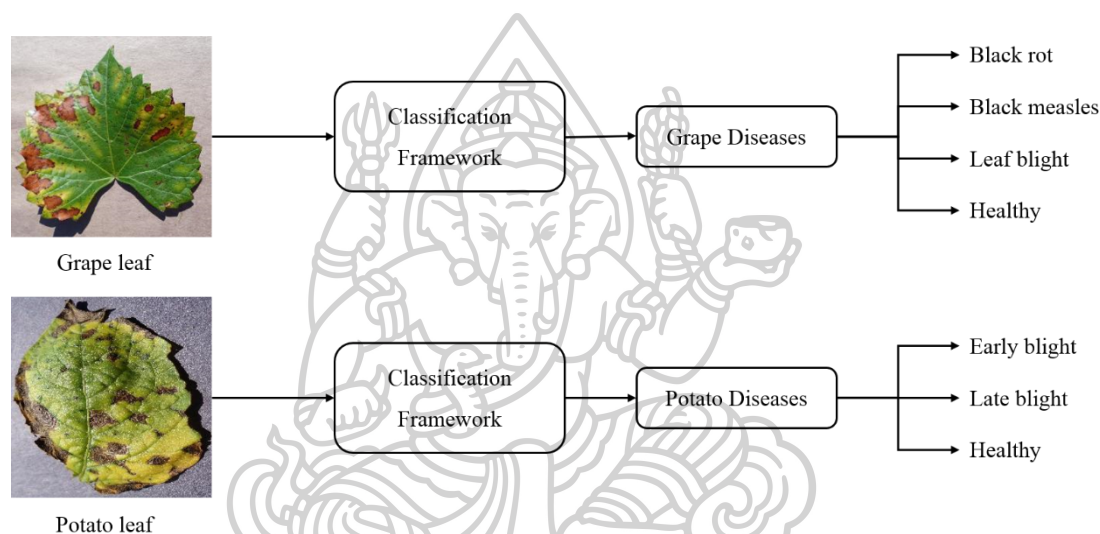 Grape leaf
Classification
Framework
Grape Diseases
Black rot
Black measles
Leaf blight
Healthy
Potato leaf
Classification
Framework
Potato Diseases
Early blight
Late blight
Healthy